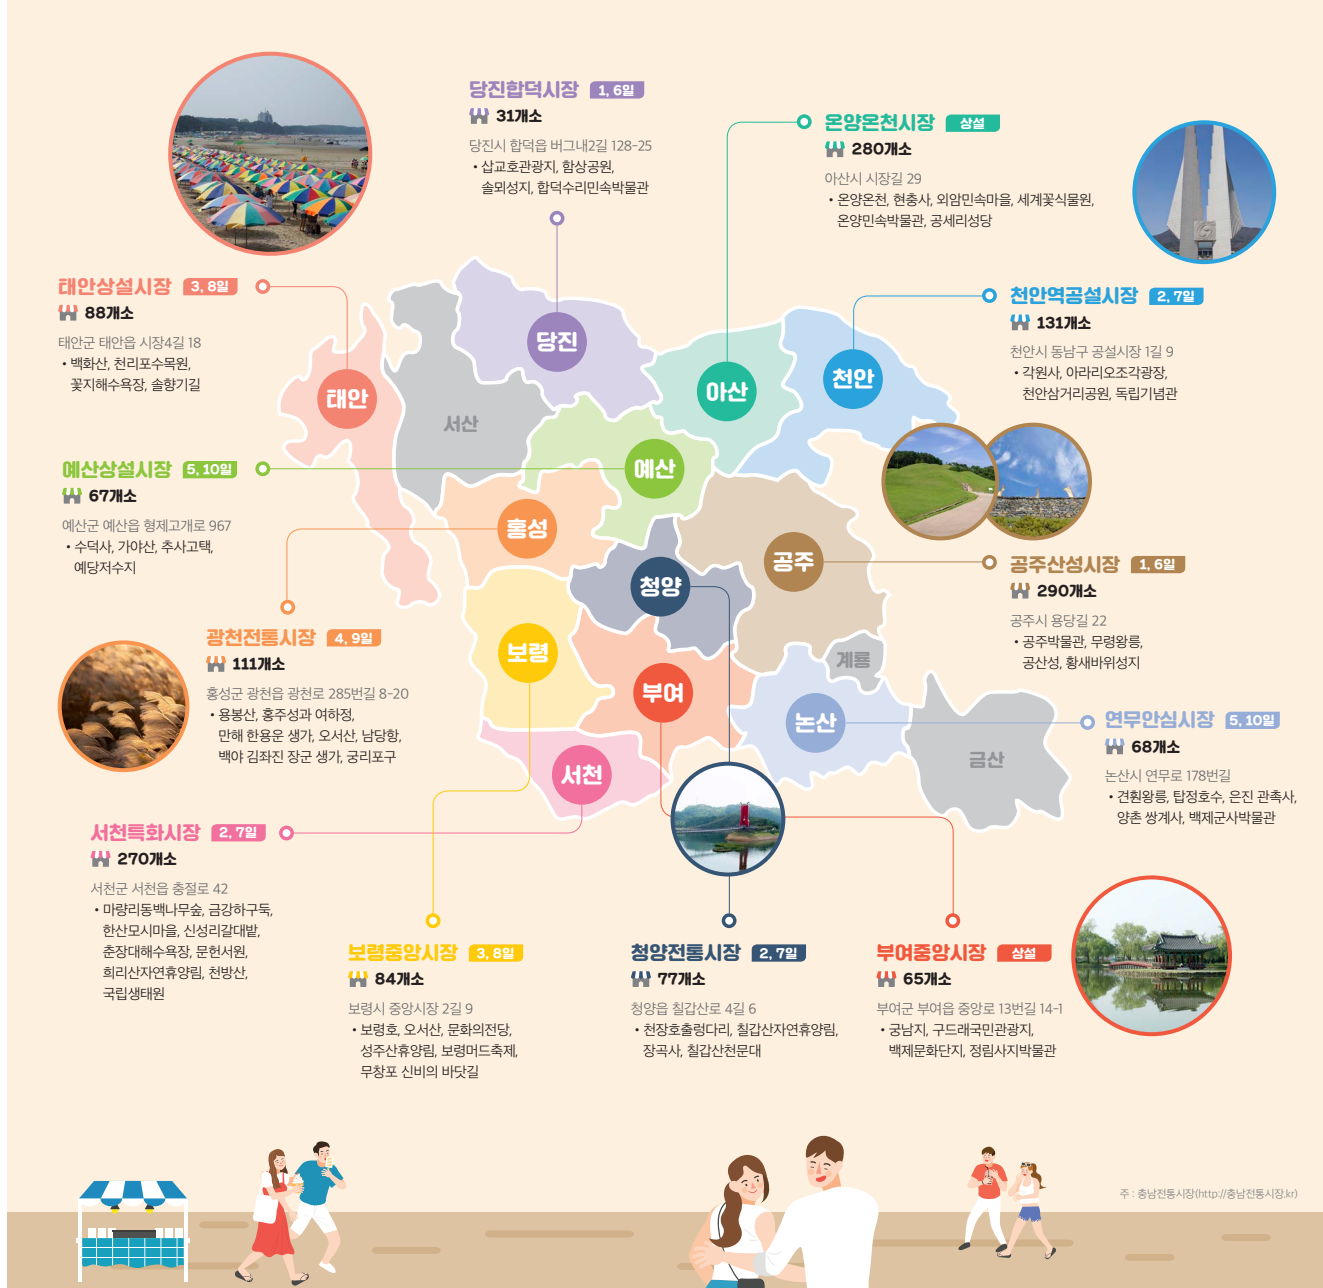 당진합덕시장 1, 6일
31개소
당진시 합덕읍 버그내2길 128-25
• 삽교호관광지, 함상공원,
솔뫼성지, 합덕수리민속박물관
온양온천시장 상설
280개소
아산시 시장길 29
• 온양온천, 현충사, 외암민속마을, 세계꽃식물원,
온양민속박물관, 공세리성당
태안상설시장 3, 8일
88개소
태안군 태안읍 시장4길 18
• 백화산, 천리포수목원,
꽃지해수욕장, 솔향기길
천안역공설시장 2, 7일
131개소
천안시 동남구 공설시장 1길 9
• 각원사, 아라리오조각광장,
천안삼거리공원, 독립기념관
당진
아산
천안
태안
서산
예산
홍성
공주
청양
보령
계룡
부여
논산
금산
서천
예산상설시장 5, 10일
67개소
예산군 예산읍 형제고개로 967
• 수덕사, 가야산, 추사고택,
예당저수지
공주산성시장 1, 6일
290개소
공주시 용당길 22
• 공주박물관, 무령왕릉,
공산성, 황새바위성지
광천전통시장 4, 9일
111개소
홍성군 광천읍 광천로 285번길 8-20
• 용봉산, 홍주성과 여하정,
만해 한용운 생가, 오서산, 남당항,
백야 김좌진 장군 생가, 궁리포구
연무안심시장 5, 10일
68개소
논산시 연무로 178번길
• 견훤왕릉, 탑정호수, 은진 관촉사,
양촌 쌍계사, 백제군사박물관
서천특화시장 2, 7일
270개소
서천군 서천읍 충절로 42
• 마량리동백나무숲, 금강하구둑,
한산모시마을, 신성리갈대밭,
춘장대해수욕장, 문헌서원,
희리산자연휴양림, 천방산,
국립생태원
보령중앙시장 3, 8일
84개소
보령시 중앙시장 2길 9
• 보령호, 오서산, 문화의전당,
성주산휴양림, 보령머드축제,
무창포 신비의 바닷길
청양전통시장 2, 7일
77개소
청양읍 칠갑산로 4길 6
• 천장호출렁다리, 칠갑산자연휴양림,
장곡사, 칠갑산천문대
부여중앙시장 상설
65개소
부여군 부여읍 중앙로 13번길 14-1
• 궁남지, 구드래국민관광지,
백제문화단지, 정림사지박물관
주 : 충남전통시장(http://충남전통시장.kr)